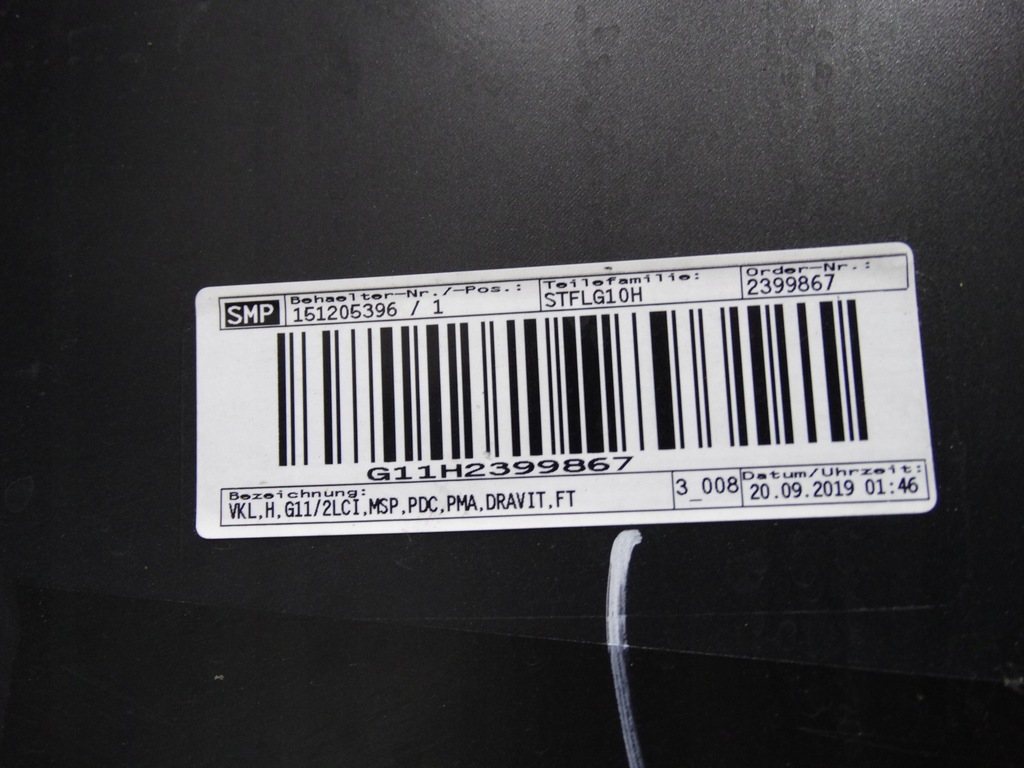 SMP
Behaelter-Nr./-Pos.: Teilefamilie: Order-Nr.:
151205396 / 1 STFLG10H 2399867
G11H2399867
Bezeichnung: Datum/Uhrzeit:
VKL,H,G11/2LCI,MSP,PDC,PMA,DRAVIT,FT 3_008 20.09.2019 01:46